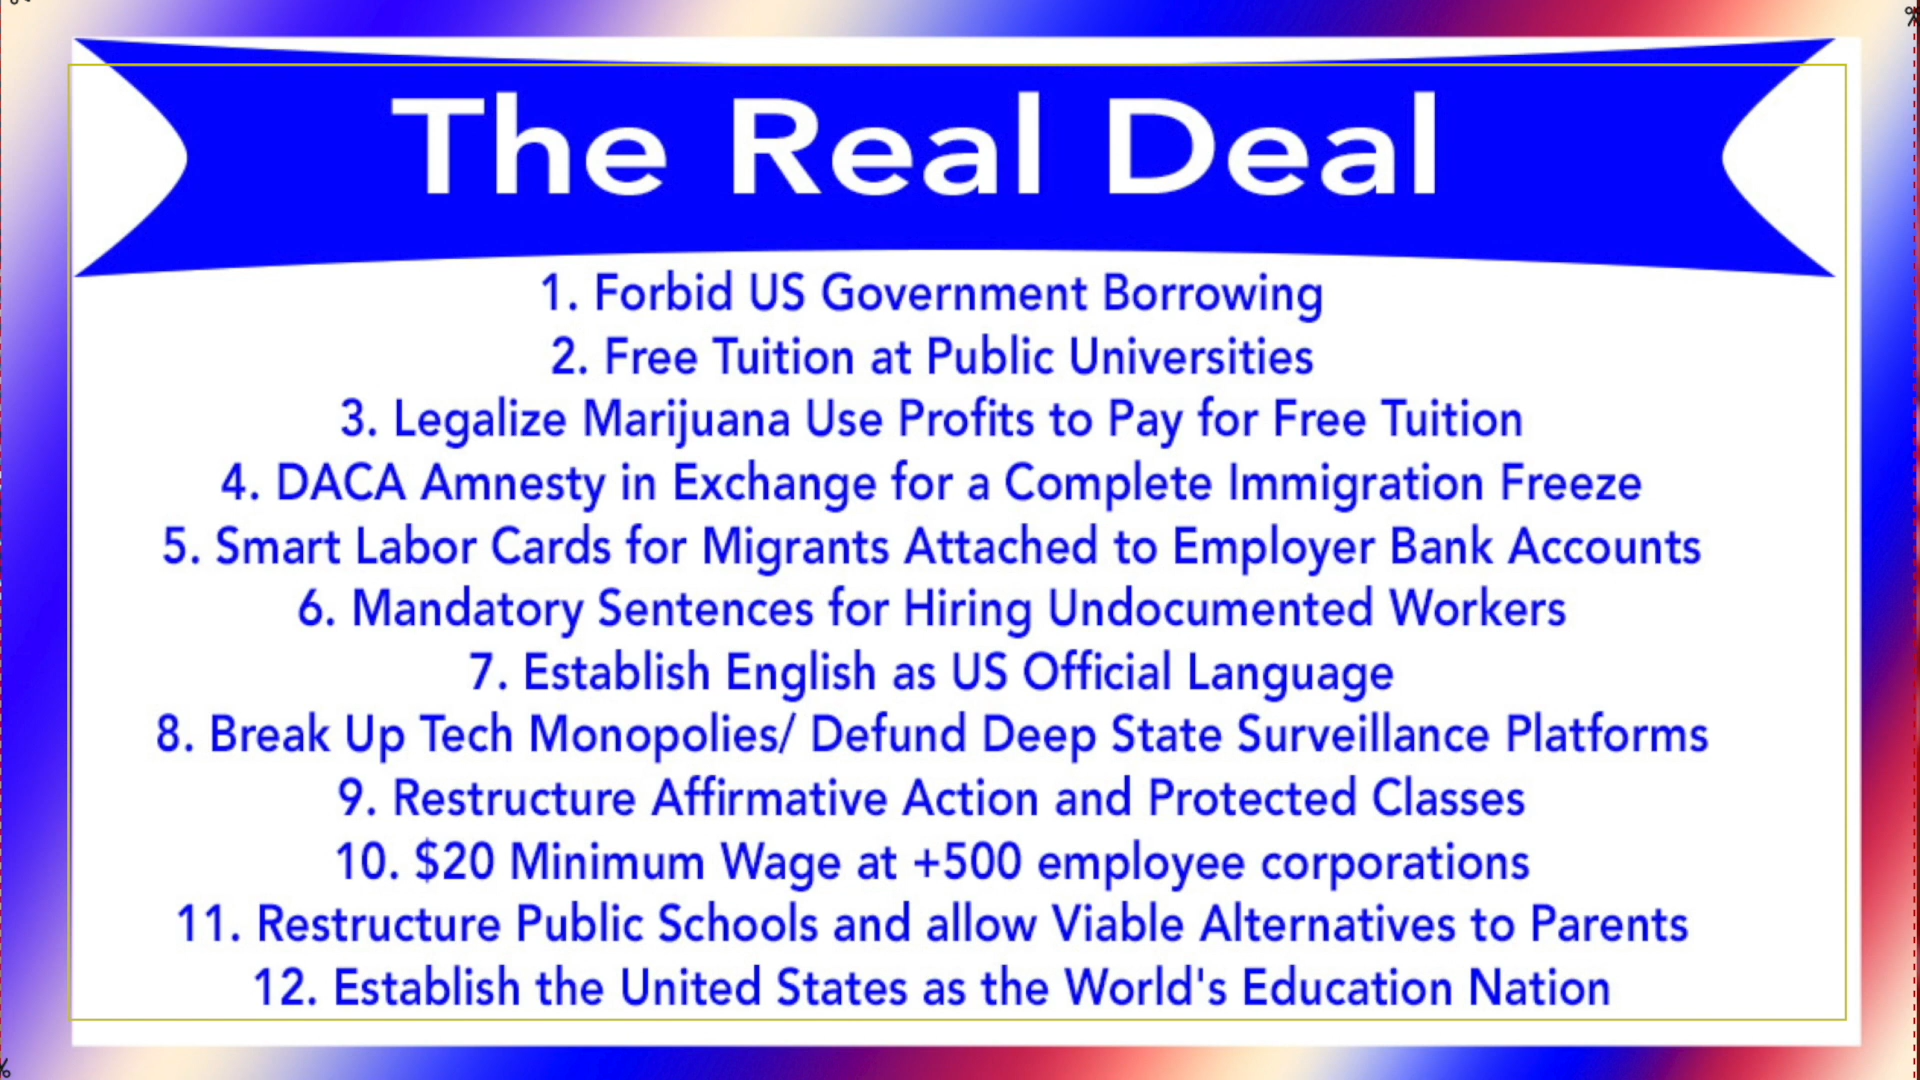 The Real Deal
1. Forbid US Government Borrowing
2. Free Tuition at Public Universities
3. Legalize Marijuana Use Profits to Pay for Free Tuition
4. DACA Amnesty in Exchange for a Complete Immigration Freeze
5. Smart Labor Cards for Migrants Attached to Employer Bank Accounts
6. Mandatory Sentences for Hiring Undocumented Workers
7. Establish English as US Official Language
8. Break Up Tech Monopolies/ Defund Deep State Surveillance Platforms
9. Restructure Affirmative Action and Protected Classes
10. $20 Minimum Wage at +500 employee corporations
11. Restructure Public Schools and allow Viable Alternatives to Parents
12. Establish the United States as the World's Education Nation